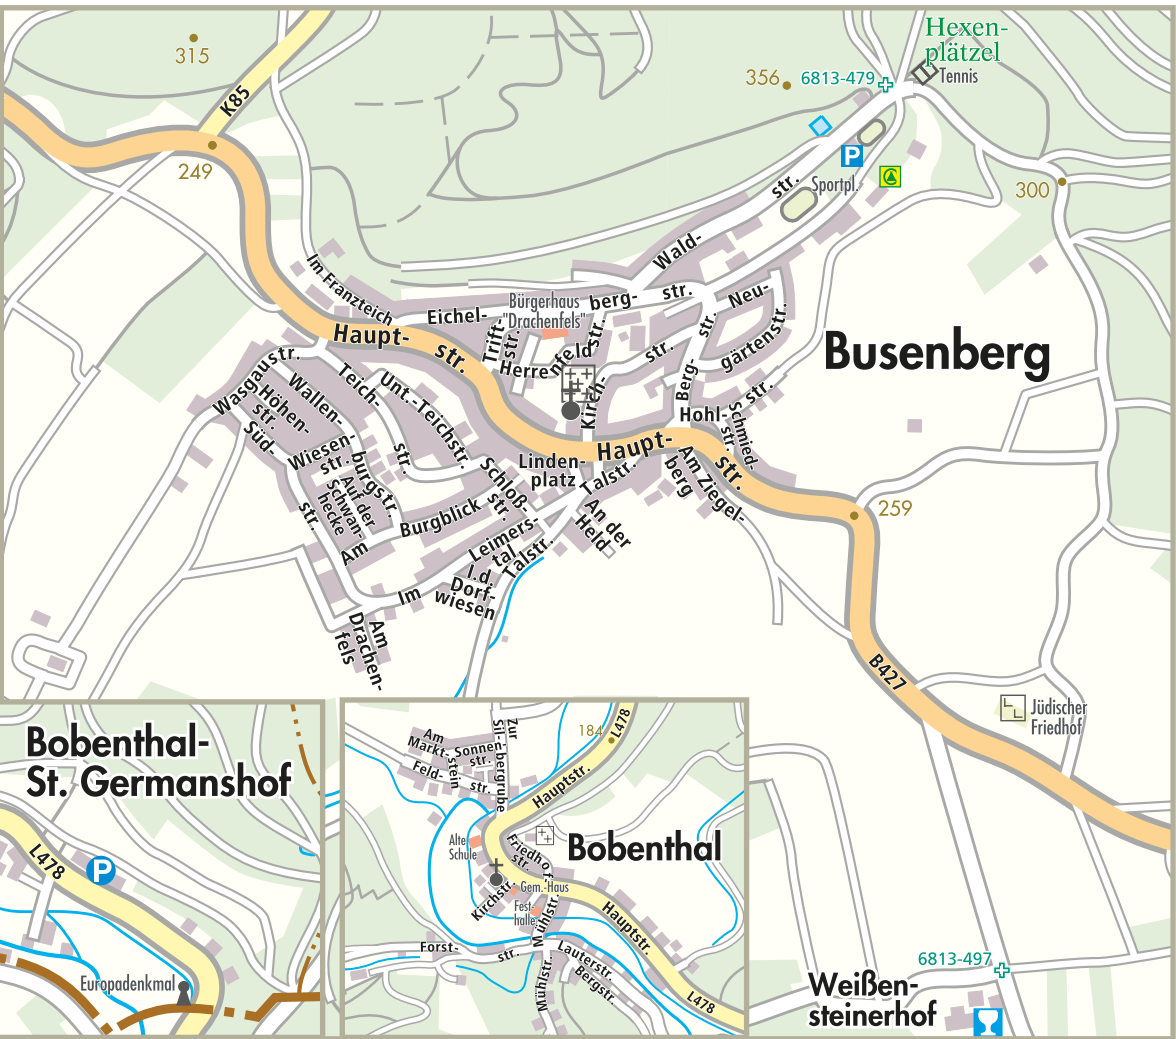 Hexen-
plätzel
Tennis
315
356
6813-479
K85
P
249
str.
Sportpl.
300
Wald-
Im Franzteich
Bürgerhaus
"Drachenfels"
berg-
str.
Neu-
Eichel-
Trift-
str.
str.
str.
gärtenstr.
Haupt-
str.
Herrenfeld
str.
Kirch-
Berg-
Busenberg
Wasgaustr.
Teich-
str.
Unt.-Teichstr.
Wallen-
burgstr.
Höhen-
str.
Hohl-
str.
Schmied-
str.
Süd-
str.
Wiesen-
str.
Haupt-
str.
Linden-
platz
Talstr.
Am Ziegel-
berg
Schloß-
str.
Auf der
Schwan-
hecke
259
Burgblick
An der
Held
Leimers-
tal
Talstr.
Am
Im
I.d.
Dorf-
wiesen
Am
Drachen-
fels
B427
Jüdischer
Friedhof
Bobenthal-
St. Germanshof
L478
P
Europadenkmal
Zur
Sil-
bergrube
184
L478
Am
Markt-
stein
Sonnen-
str.
Feld-
str.
Hauptstr.
Alte
Schule
Friedhof-
str.
Bobenthal
Kirchstr.
Gem.-Haus
Fest-
halle
Mühlstr.
Hauptstr.
Forst-
str.
Lauterstr.
Bergstr.
Mühlstr.
L478
6813-497
Weißen-
steinerhof